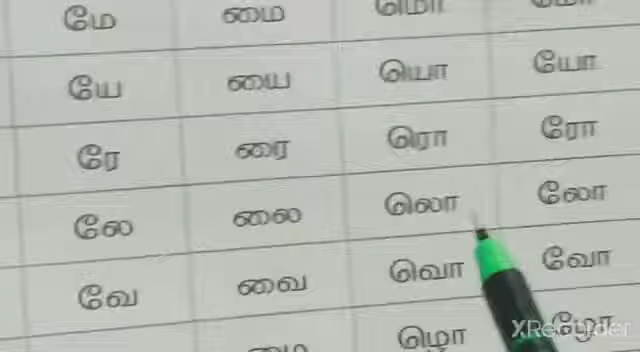 மே மை மொ மோ
யே யை யொ யோ
ரே ரை ரொ ரோ
லே லை லொ லோ
வே வை வொ வோ
ழை ழொ ழோ
XRecorder